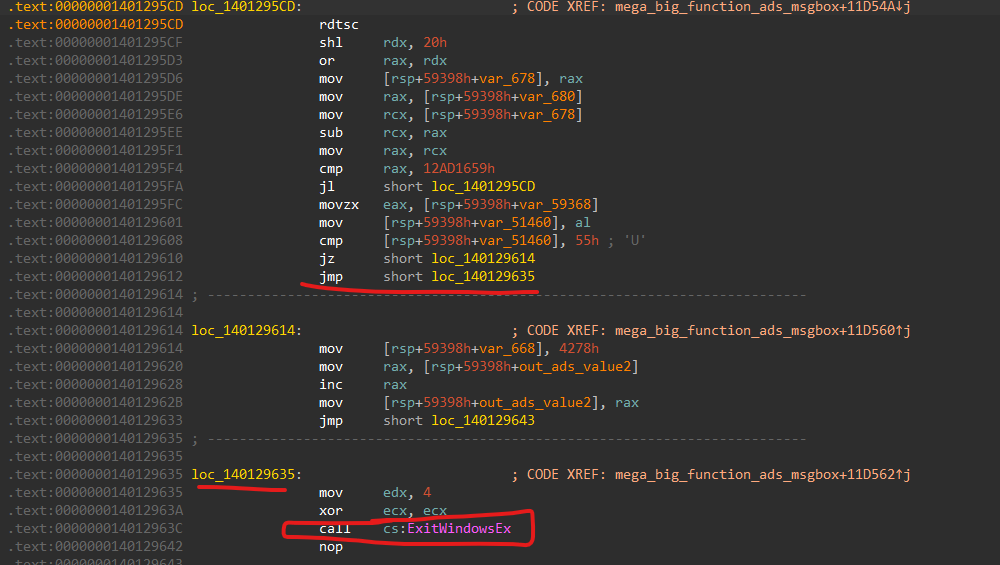 .text:00000001401295CD loc_1401295CD: ; CODE XREF: mega_big_function_ads_msgbox+11D54A↓j
.text:00000001401295CD rdtsc
.text:00000001401295CF shl rdx, 20h
.text:00000001401295D3 or rax, rdx
.text:00000001401295D6 mov [rsp+59398h+var_678], rax
.text:00000001401295DE mov rax, [rsp+59398h+var_680]
.text:00000001401295E6 mov rcx, [rsp+59398h+var_678]
.text:00000001401295EE sub rcx, rax
.text:00000001401295F1 mov rax, rcx
.text:00000001401295F4 cmp rax, 12AD1659h
.text:00000001401295FA jl short loc_1401295CD
.text:00000001401295FC movzx eax, [rsp+59398h+var_59368]
.text:0000000140129601 mov [rsp+59398h+var_51460], al
.text:0000000140129608 cmp [rsp+59398h+var_51460], 55h ; 'U'
.text:0000000140129610 jz short loc_140129614
.text:0000000140129612 jmp short loc_140129635
.text:0000000140129614 ; ---------------------------------------------------------------------------
.text:0000000140129614
.text:0000000140129614 loc_140129614: ; CODE XREF: mega_big_function_ads_msgbox+11D560↑j
.text:0000000140129614 mov [rsp+59398h+var_668], 4278h
.text:0000000140129620 mov rax, [rsp+59398h+out_ads_value2]
.text:0000000140129628 inc rax
.text:000000014012962B mov [rsp+59398h+out_ads_value2], rax
.text:0000000140129633 jmp short loc_140129643
.text:0000000140129635 ; ---------------------------------------------------------------------------
.text:0000000140129635
.text:0000000140129635 loc_140129635: ; CODE XREF: mega_big_function_ads_msgbox+11D562↑j
.text:0000000140129635 mov edx, 4
.text:000000014012963A xor ecx, ecx
.text:000000014012963C call cs:ExitWindowsEx
.text:0000000140129642 nop
.text:0000000140129643